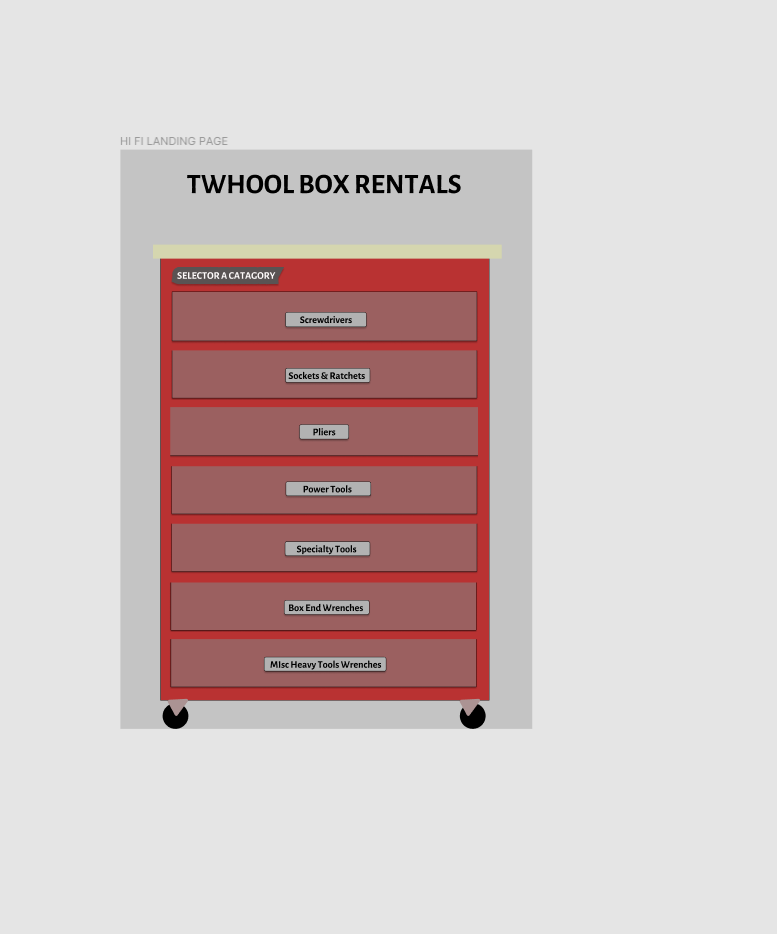 HI FI LANDING PAGE
TWHOOL BOX RENTALS
SELECTOR A CATAGORY
Screwdrivers
Sockets & Ratchets
Pliers
Power Tools
Specialty Tools
Box End Wrenches
MIsc Heavy Tools Wrenches